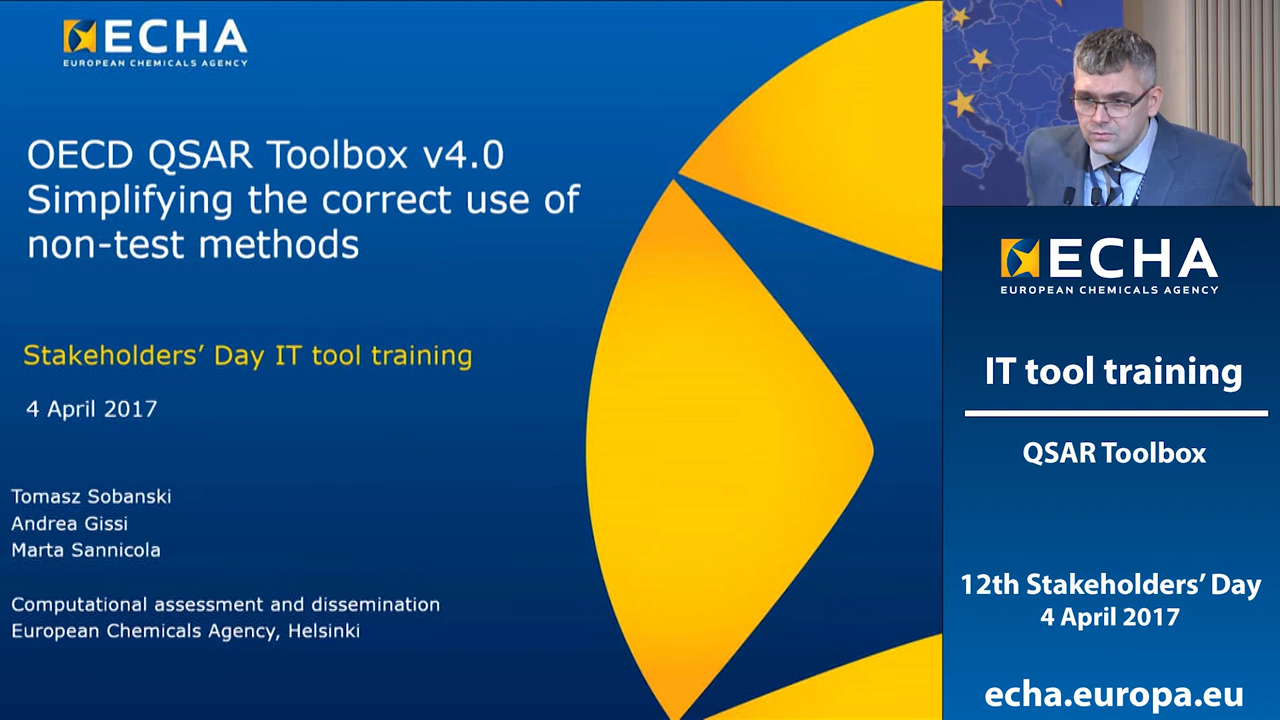 ECHA
EUROPEAN CHEMICALS AGENCY
OECD QSAR Toolbox v4.0
Simplifying the correct use of
non-test methods
Stakeholders’ Day IT tool training
4 April 2017
Tomasz Sobanski
Andrea Gissi
Marta Sannicola
Computational assessment and dissemination
European Chemicals Agency, Helsinki
ECHA
EUROPEAN CHEMICALS AGENCY
IT tool training
QSAR Toolbox
12th Stakeholders’ Day
4 April 2017
echa.europa.eu